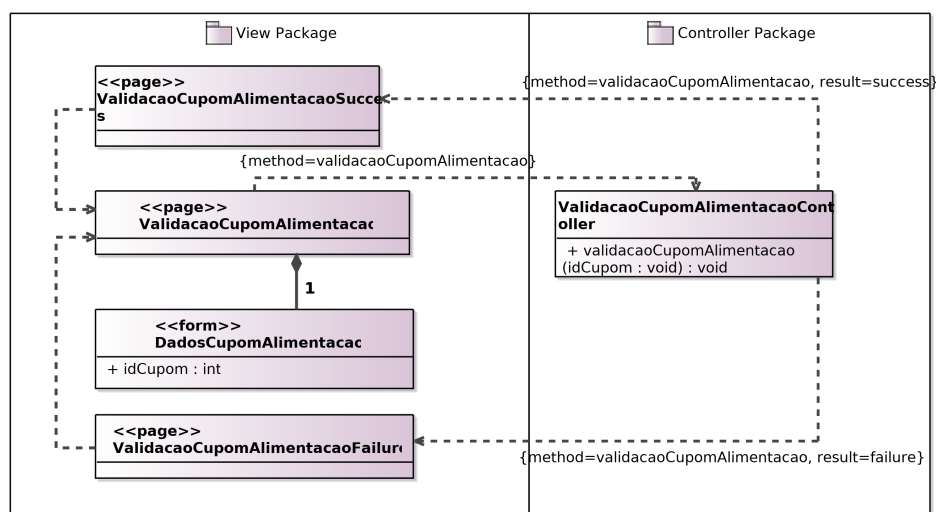 View Package
Controller Package
<<page>>
ValidacaoCupomAlimentacaoSucce
s
{method=validacaoCupomAlimentacao, result=success}
{method=validacaoCupomAlimentacao}
<<page>>
ValidacaoCupomAlimentacac
ValidacaoCupomAlimentacaoCont
oller
+ validacaoCupomAlimentacao
(idCupom : void) : void
1
<<form>>
DadosCupomAlimentacac
+ idCupom : int
<<page>>
ValidacaoCupomAlimentacaoFailure
{method=validacaoCupomAlimentacao, result=failure}